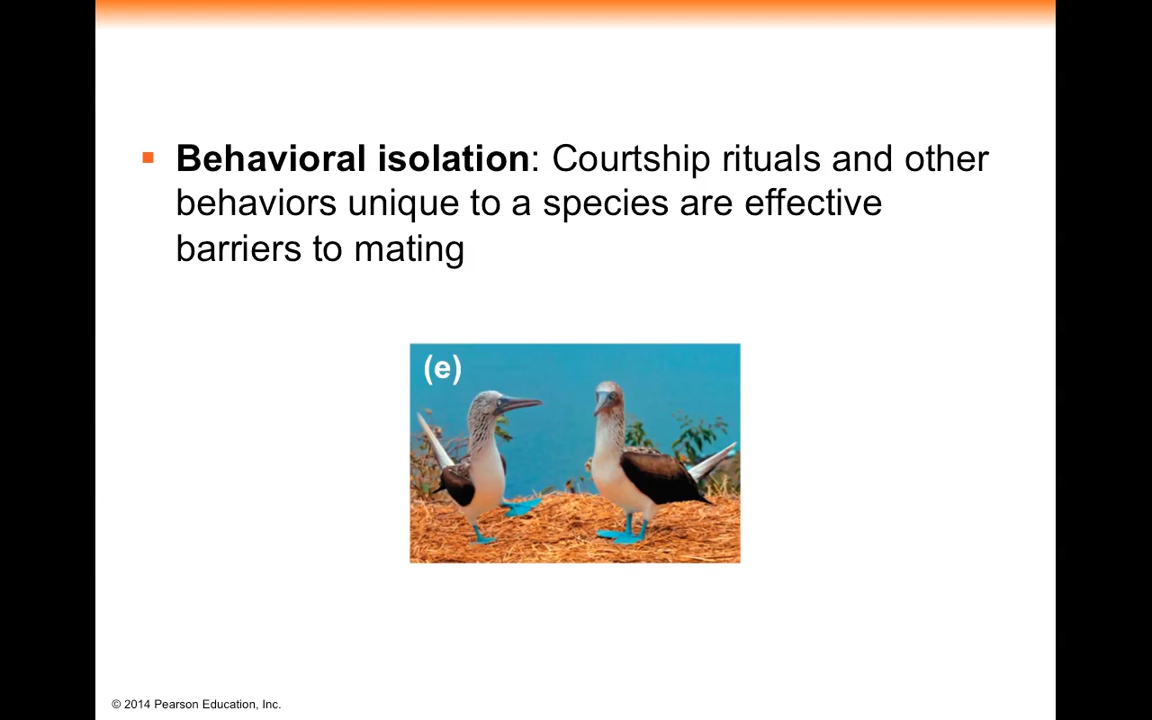 Behavioral isolation: Courtship rituals and other
behaviors unique to a species are effective
barriers to mating
(e)
© 2014 Pearson Education, Inc.